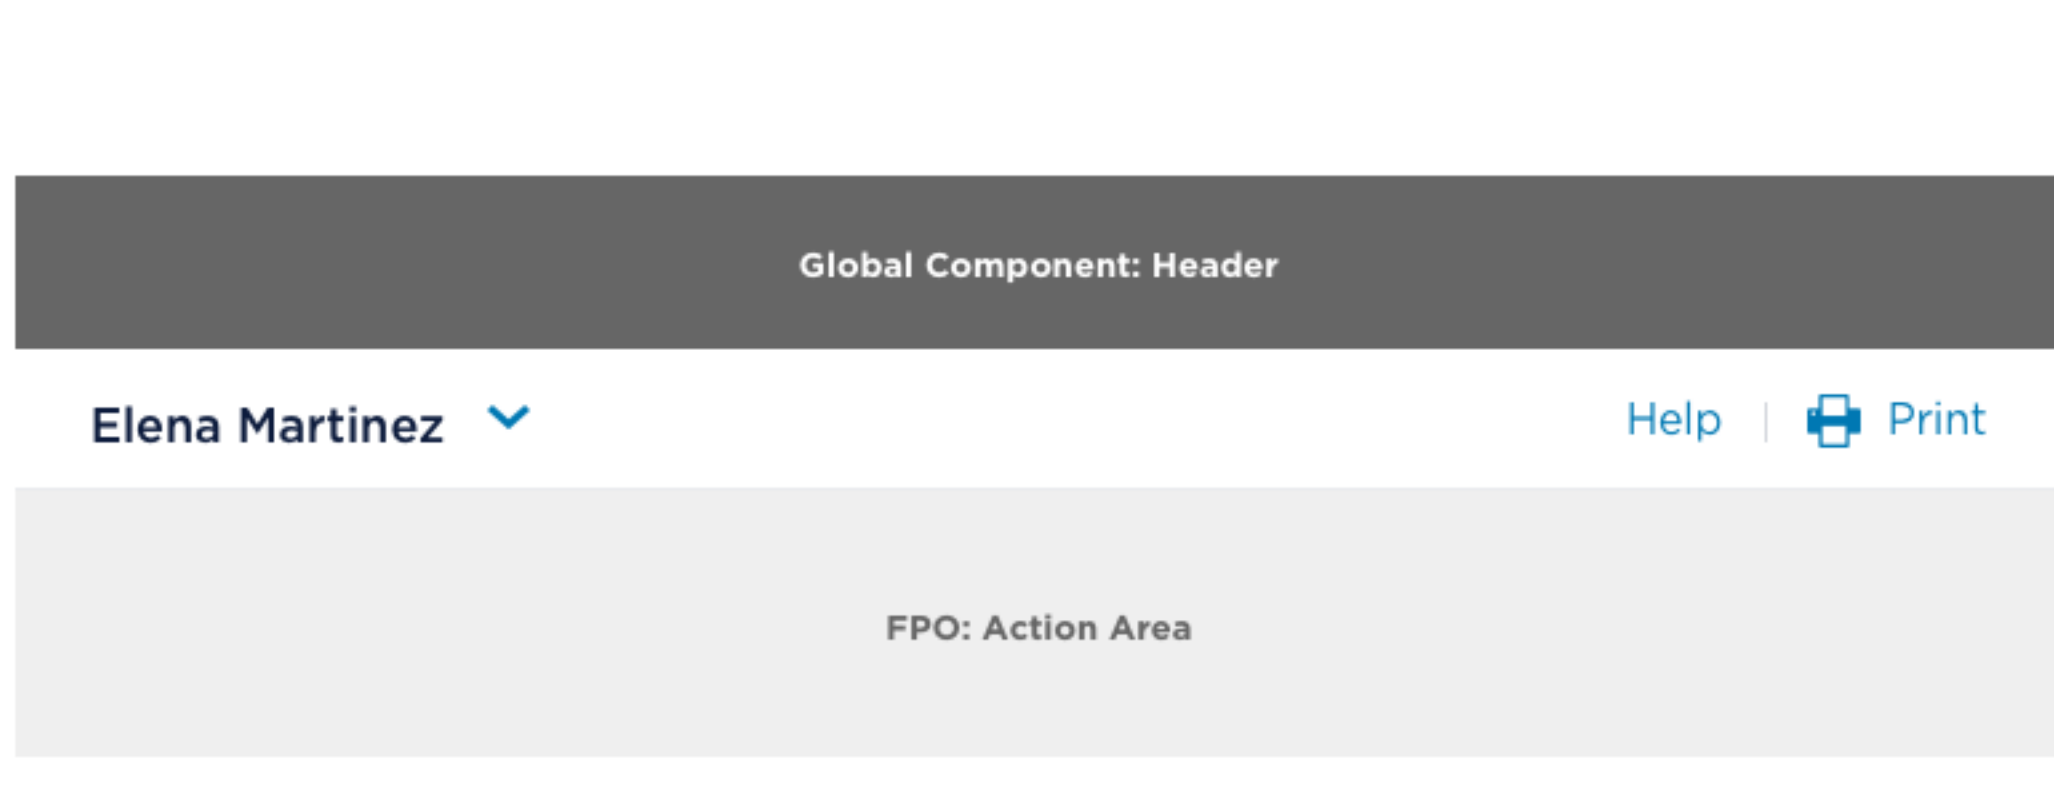 Global Component: Header
Elena Martinez
Help
Print
FPO: Action Area